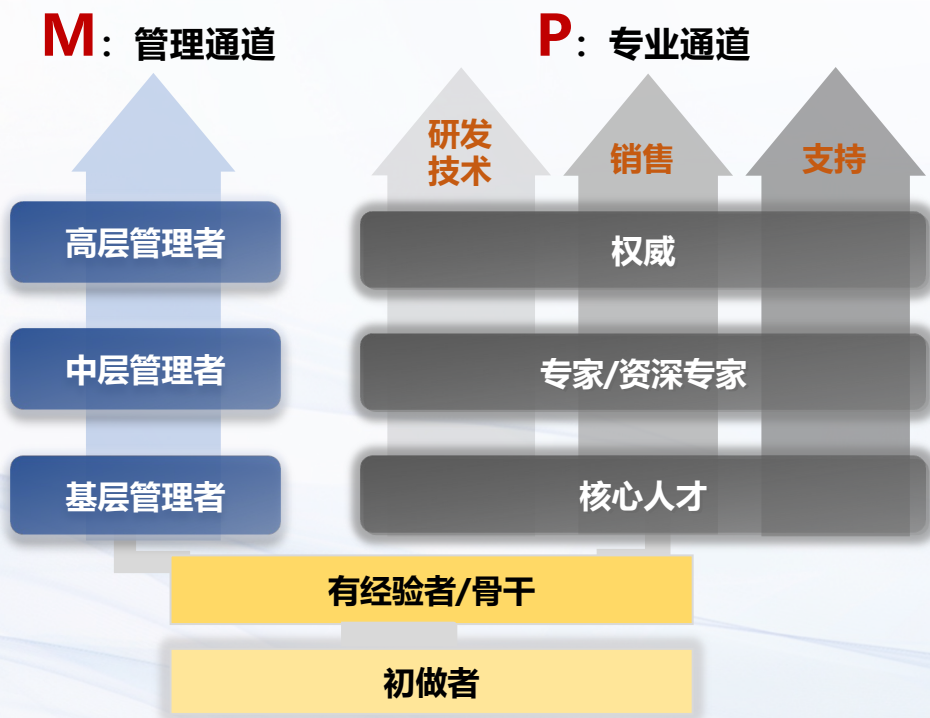 M：管理通道
P：专业通道
研发
技术
销售
支持
高层管理者
权威
中层管理者
专家/资深专家
基层管理者
核心人才
有经验者/骨干
初做者